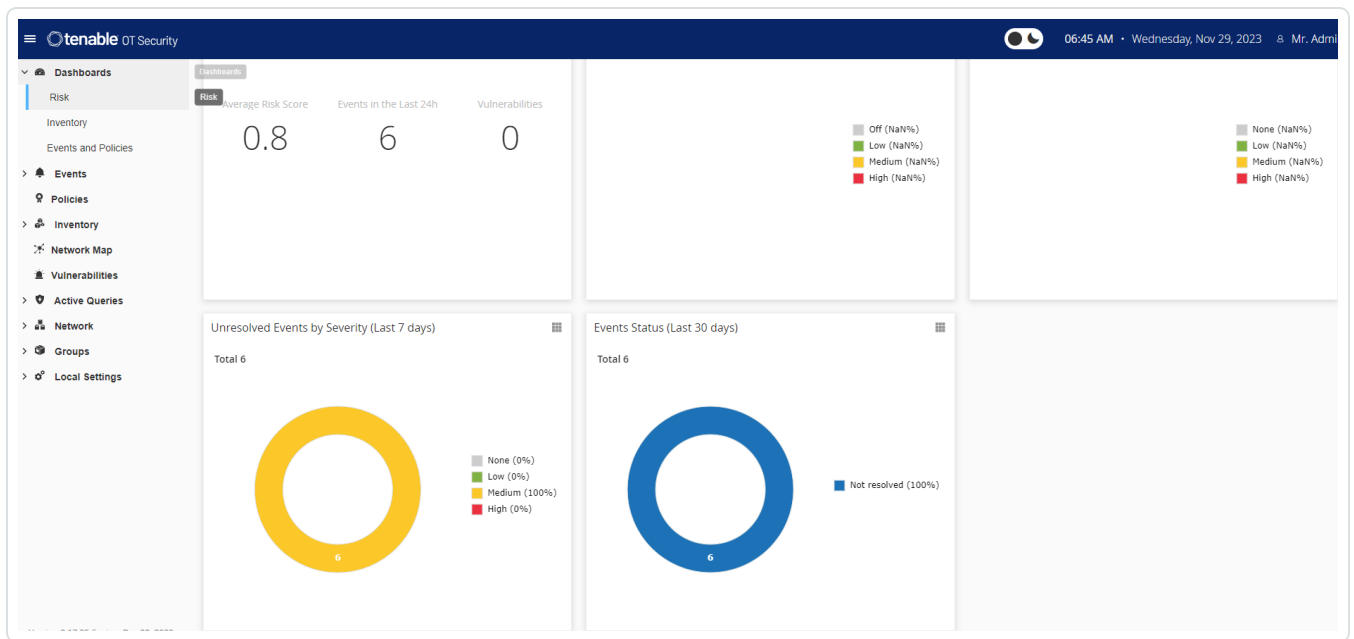 tenable OT Security
06:45 AM • Wednesday, Nov 29, 2023 Mr. Admi
Dashboards
Risk
Inventory
Events and Policies
Events
Policies
Inventory
Network Map
Vulnerabilities
Active Queries
Network
Groups
Local Settings
Dashboards
Risk
Average Risk Score
0.8
Events in the Last 24h
6
Vulnerabilities
0
Off (NaN%)
Low (NaN%)
Medium (NaN%)
High (NaN%)
None (NaN%)
Low (NaN%)
Medium (NaN%)
High (NaN%)
Unresolved Events by Severity (Last 7 days)
Total 6
6
None (0%)
Low (0%)
Medium (100%)
High (0%)
Events Status (Last 30 days)
Total 6
6
Not resolved (100%)